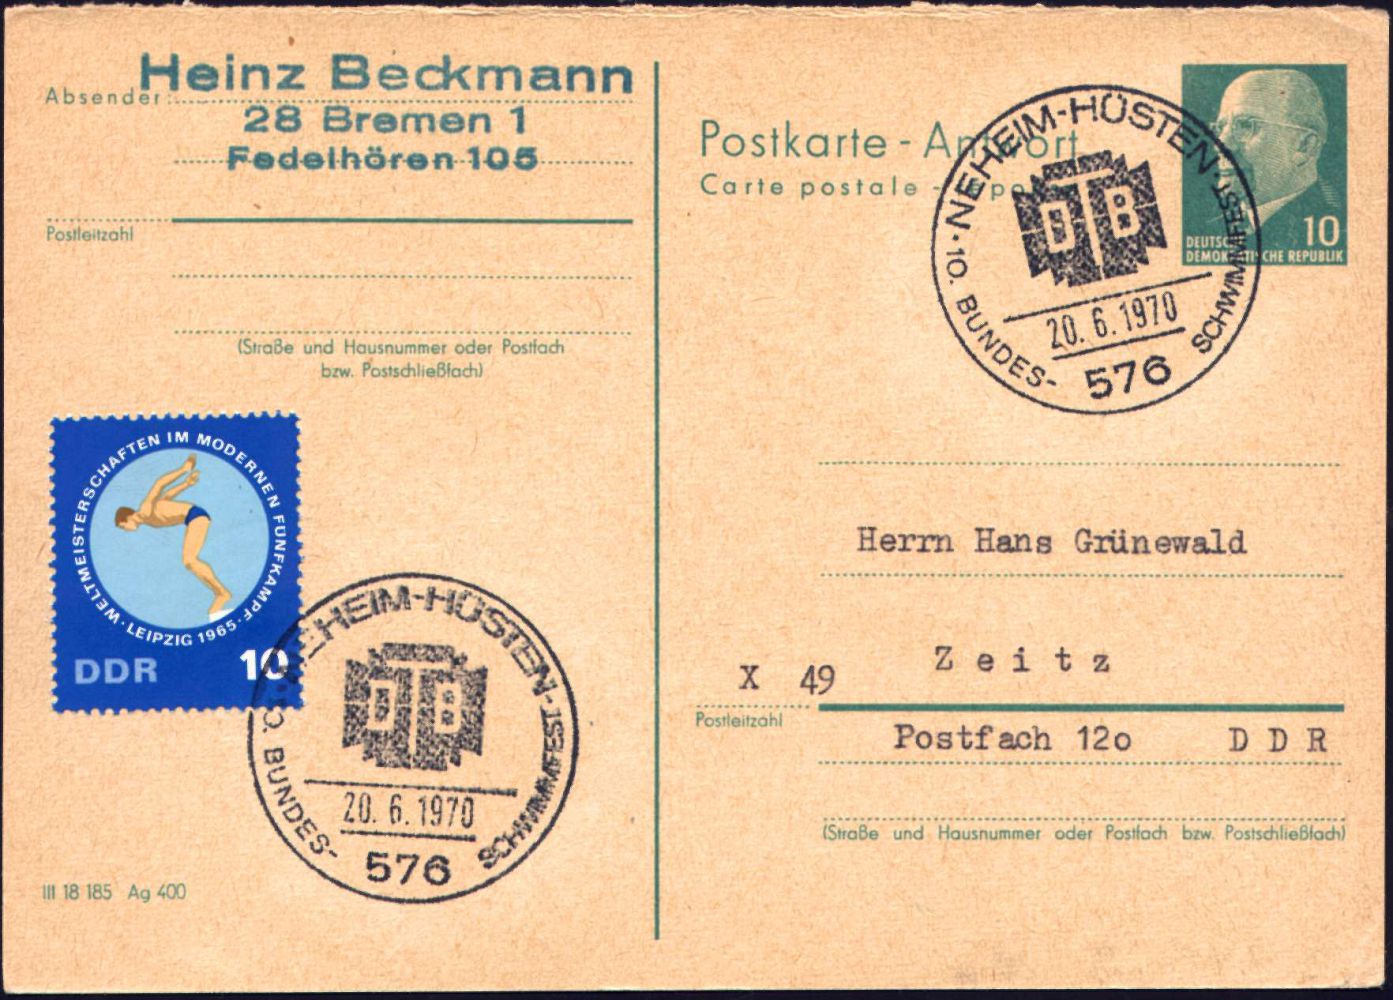 Absender:
Heinz Beckmann
28 Bremen 1
Fedelhören 105
Postleitzahl
(Straße und Hausnummer oder Postfach
bzw. Postschließfach)
WELTMEISTERSCHAFTEN IM MODERNEN FÜNFKAMPF · LEIPZIG 1965 ·
DDR 10
· NEHEIM-HÜSTEN ·
10. BUNDES- SCHWIMMFEST
DTB
20. 6. 1970
576
III 18 185 Ag 400
Postkarte - Antwort
Carte postale -
DEUTSCHE
DEMOKRATISCHE REPUBLIK
10
· NEHEIM-HÜSTEN ·
10. BUNDES- SCHWIMMFEST
DTB
20. 6. 1970
576
Herrn Hans Grünewald
X 49 Zeitz
Postleitzahl
Postfach 12o D D R
(Straße und Hausnummer oder Postfach bzw. Postschließfach)